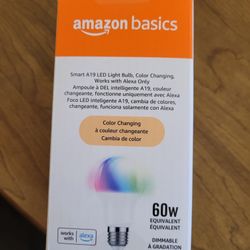 amazon basics
Smart A19 LED Light Bulb, Color Changing,
Works with Alexa Only
Ampoule à DEL intelligente A19, couleur
changeante, fonctionne uniquement avec Alexa
Foco LED inteligente A19, cambia de colores,
changeante, funciona solamente con Alexa
Color Changing
à couleur changeante
Cambia de color
60w
EQUIVALENT
ÉQUIVALENT
works with alexa
DIMMABLE
À GRADATION